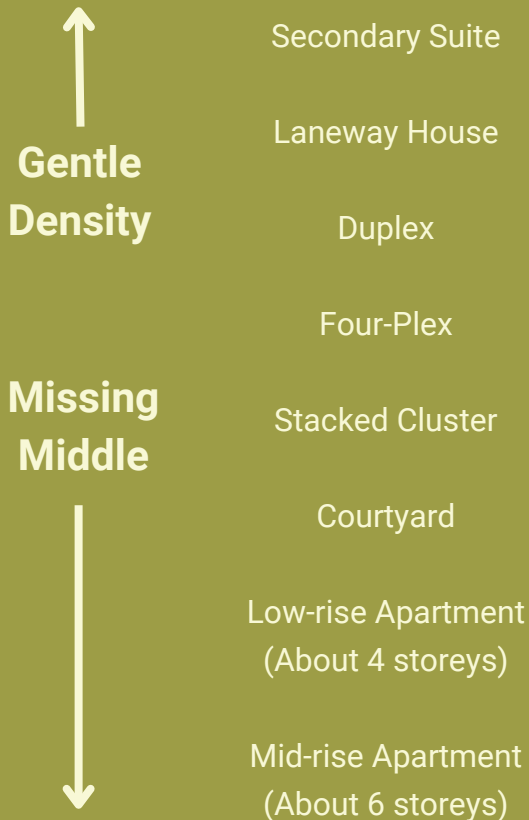 Gentle
Density
Missing
Middle
Secondary Suite
Laneway House
Duplex
Four-Plex
Stacked Cluster
Courtyard
Low-rise Apartment
(About 4 storeys)
Mid-rise Apartment
(About 6 storeys)